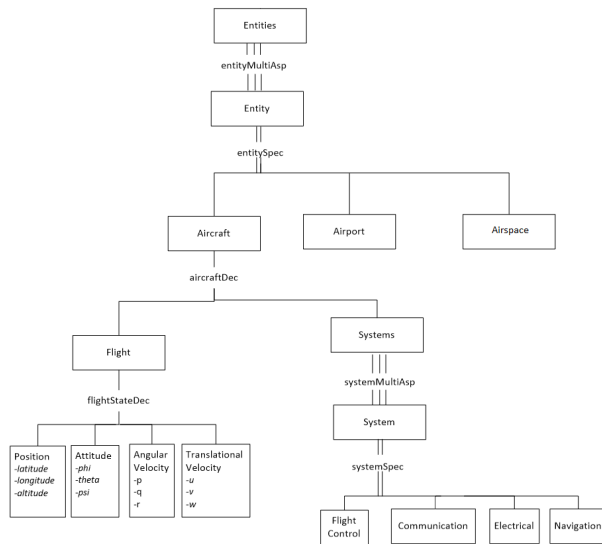 Entities
entityMultiAsp
Entity
entitySpec
Aircraft
Airport
Airspace
aircraftDec
Flight
Systems
flightStateDec
systemMultiAsp
Position
-latitude
-longitude
-altitude
Attitude
-phi
-theta
-psi
Angular
Velocity
-p
-q
-r
Translational
Velocity
-u
-v
-w
System
systemSpec
Flight
Control
Communication
Electrical
Navigation